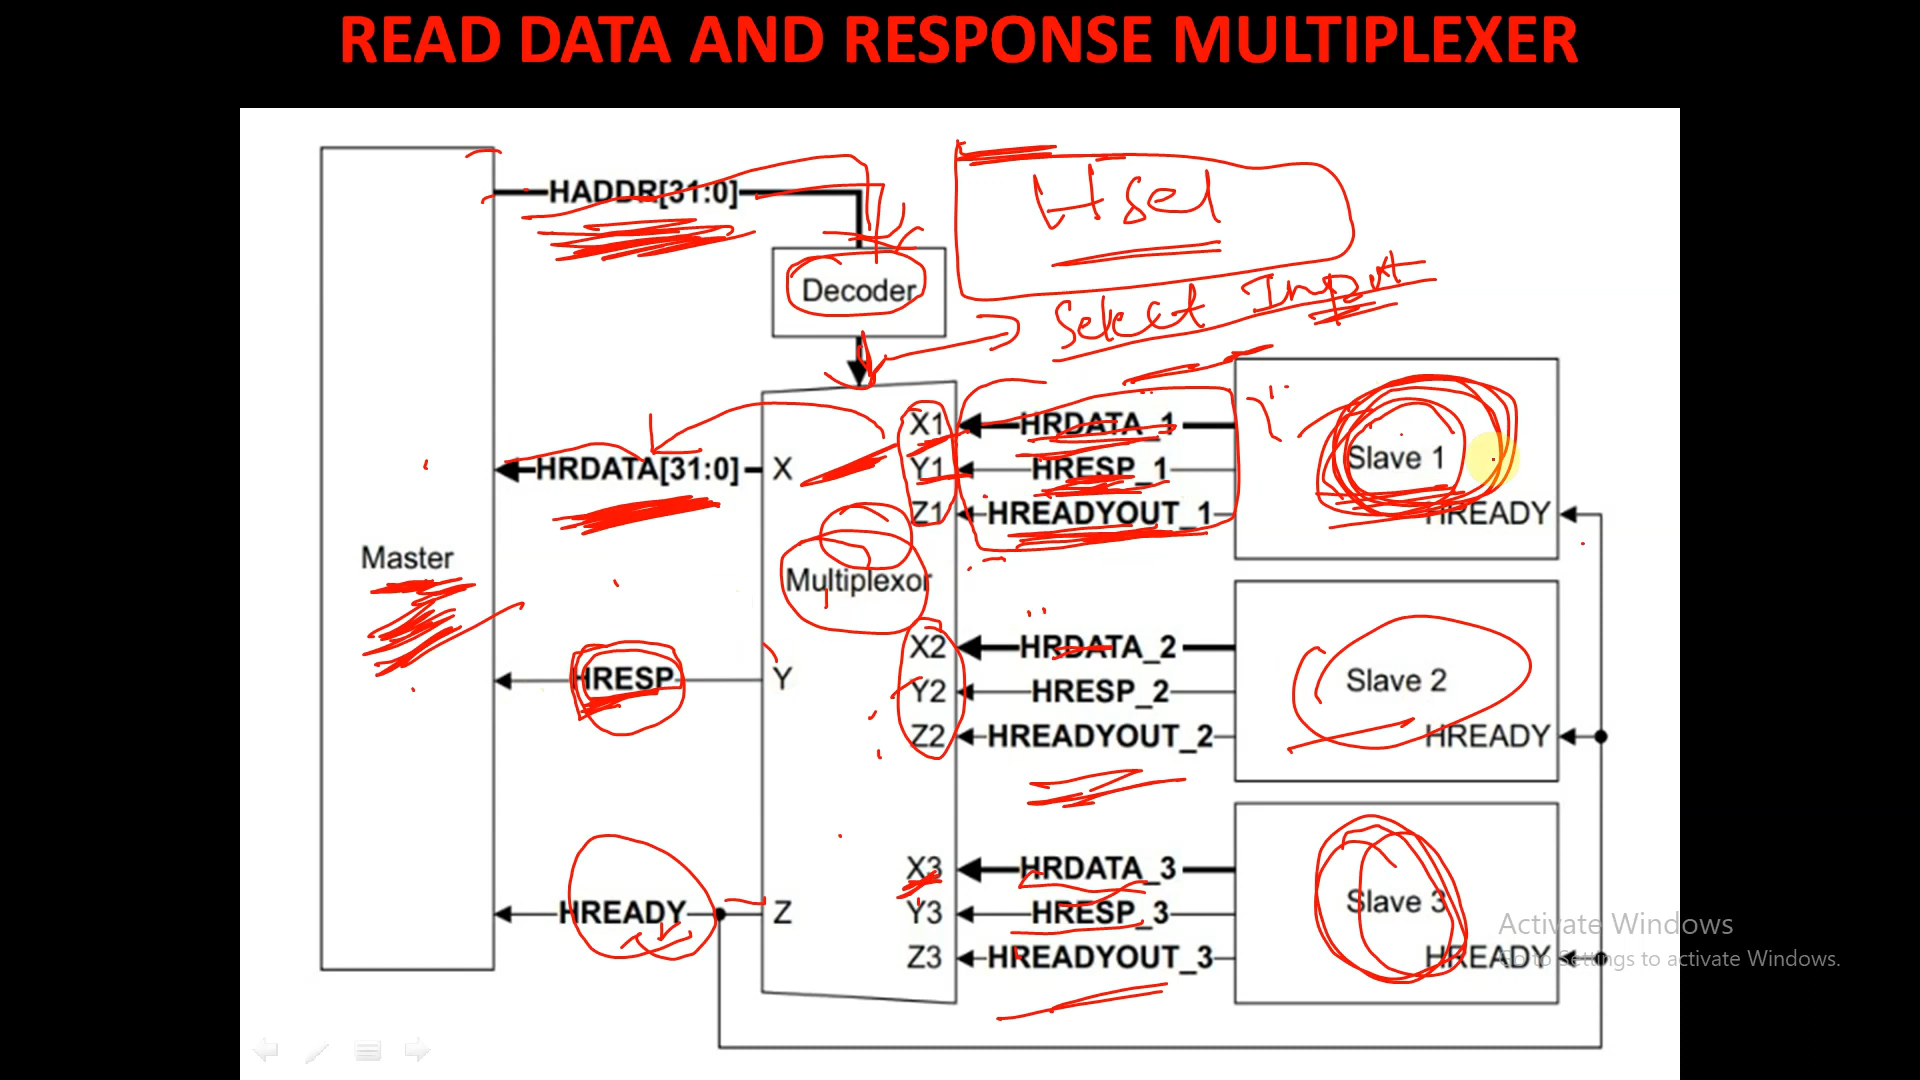 READ DATA AND RESPONSE MULTIPLEXER
HADDR[31:0]
Hsel
Decoder
Select Input
X1 HRDATA_1
HRDATA[31:0] X Y1 HRESP_1 Slave 1
Z1 HREADYOUT_1 HREADY
Master
Multiplexor
X2 HRDATA_2
HRESP Y Y2 HRESP_2 Slave 2
Z2 HREADYOUT_2 HREADY
X3 HRDATA_3
HREADY Z Y3 HRESP_3 Slave 3
Z3 HREADYOUT_3 HREADY
Activate Windows
Go to Settings to activate Windows.